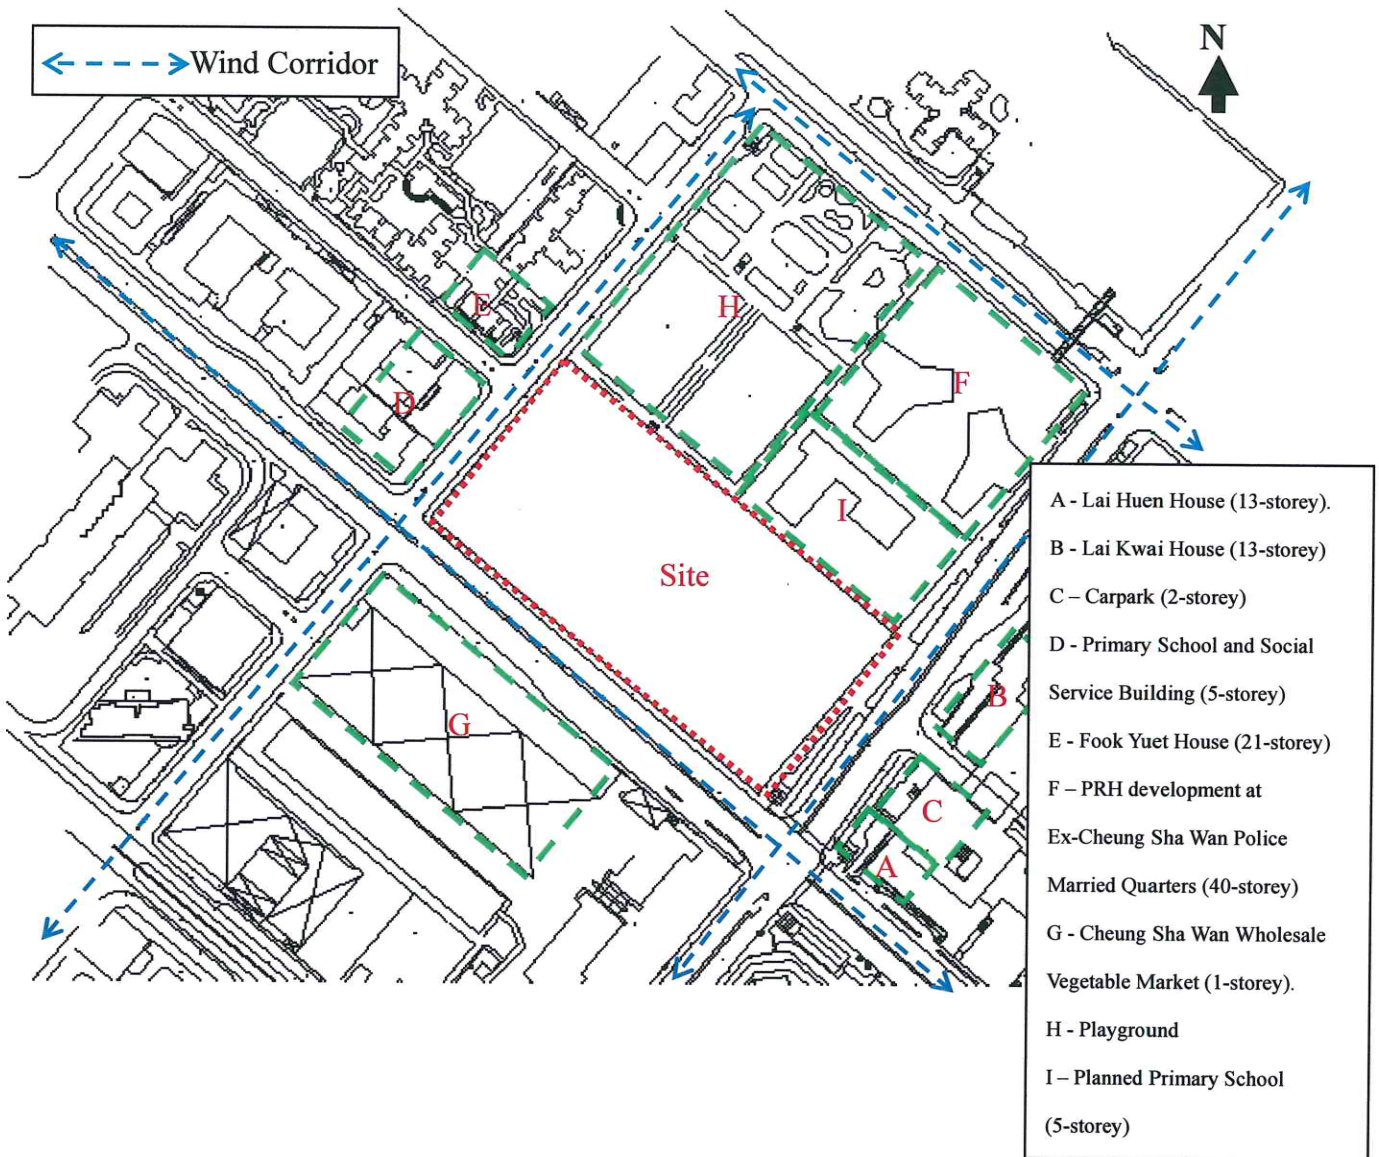 Wind Corridor
N
E
H
D
F
I
Site
B
G
C
A
A - Lai Huen House (13-storey).
B - Lai Kwai House (13-storey)
C – Carpark (2-storey)
D - Primary School and Social
Service Building (5-storey)
E - Fook Yuet House (21-storey)
F – PRH development at
Ex-Cheung Sha Wan Police
Married Quarters (40-storey)
G - Cheung Sha Wan Wholesale
Vegetable Market (1-storey).
H - Playground
I – Planned Primary School
(5-storey)